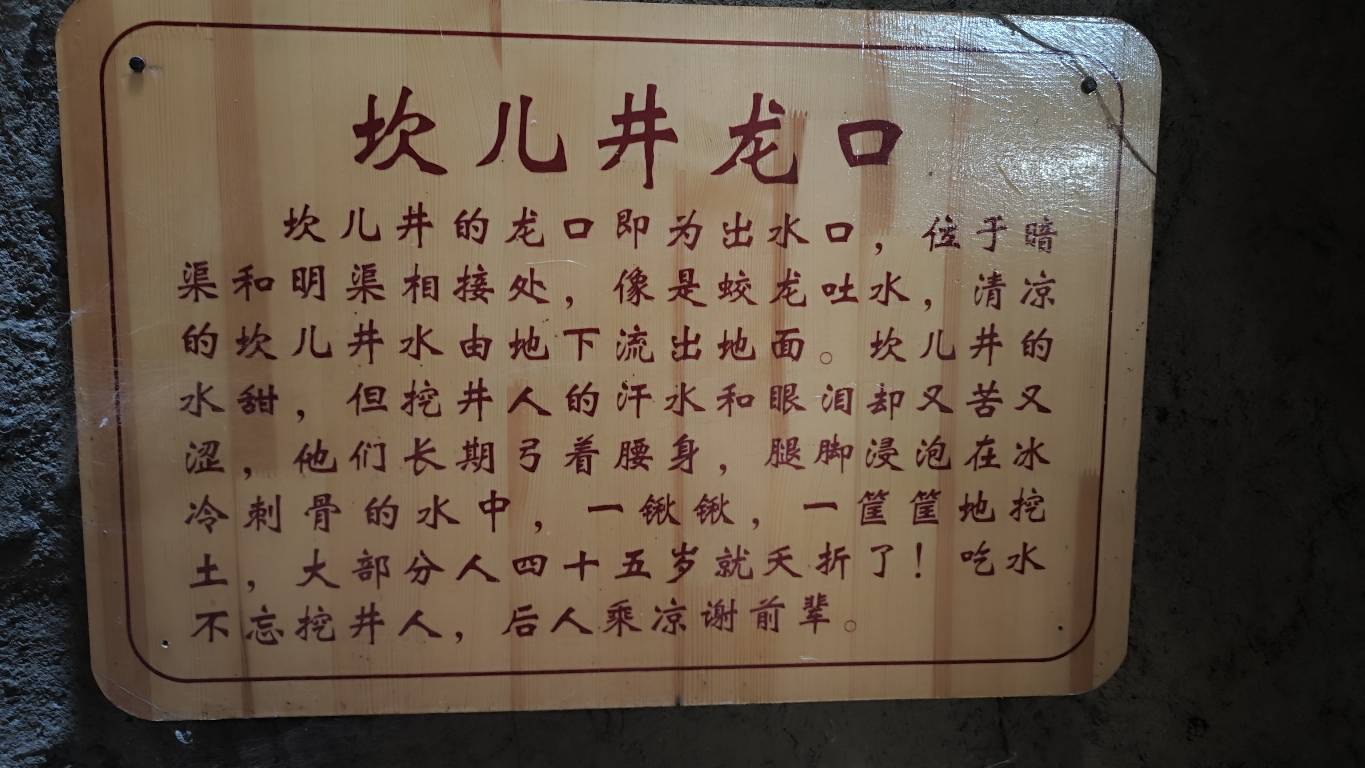 坎儿井龙口
坎儿井的龙口即为出水口，位于暗
渠和明渠相接处，像是蛟龙吐水，清凉
的坎儿井水由地下流出地面。坎儿井的
水甜，但挖井人的汗水和眼泪却又苦又
涩，他们长期弓着腰身，腿脚浸泡在冰
冷刺骨的水中，一锹锹，一筐筐地挖
土，大部分人四十五岁就夭折了！吃水
不忘挖井人，后人乘凉谢前辈。